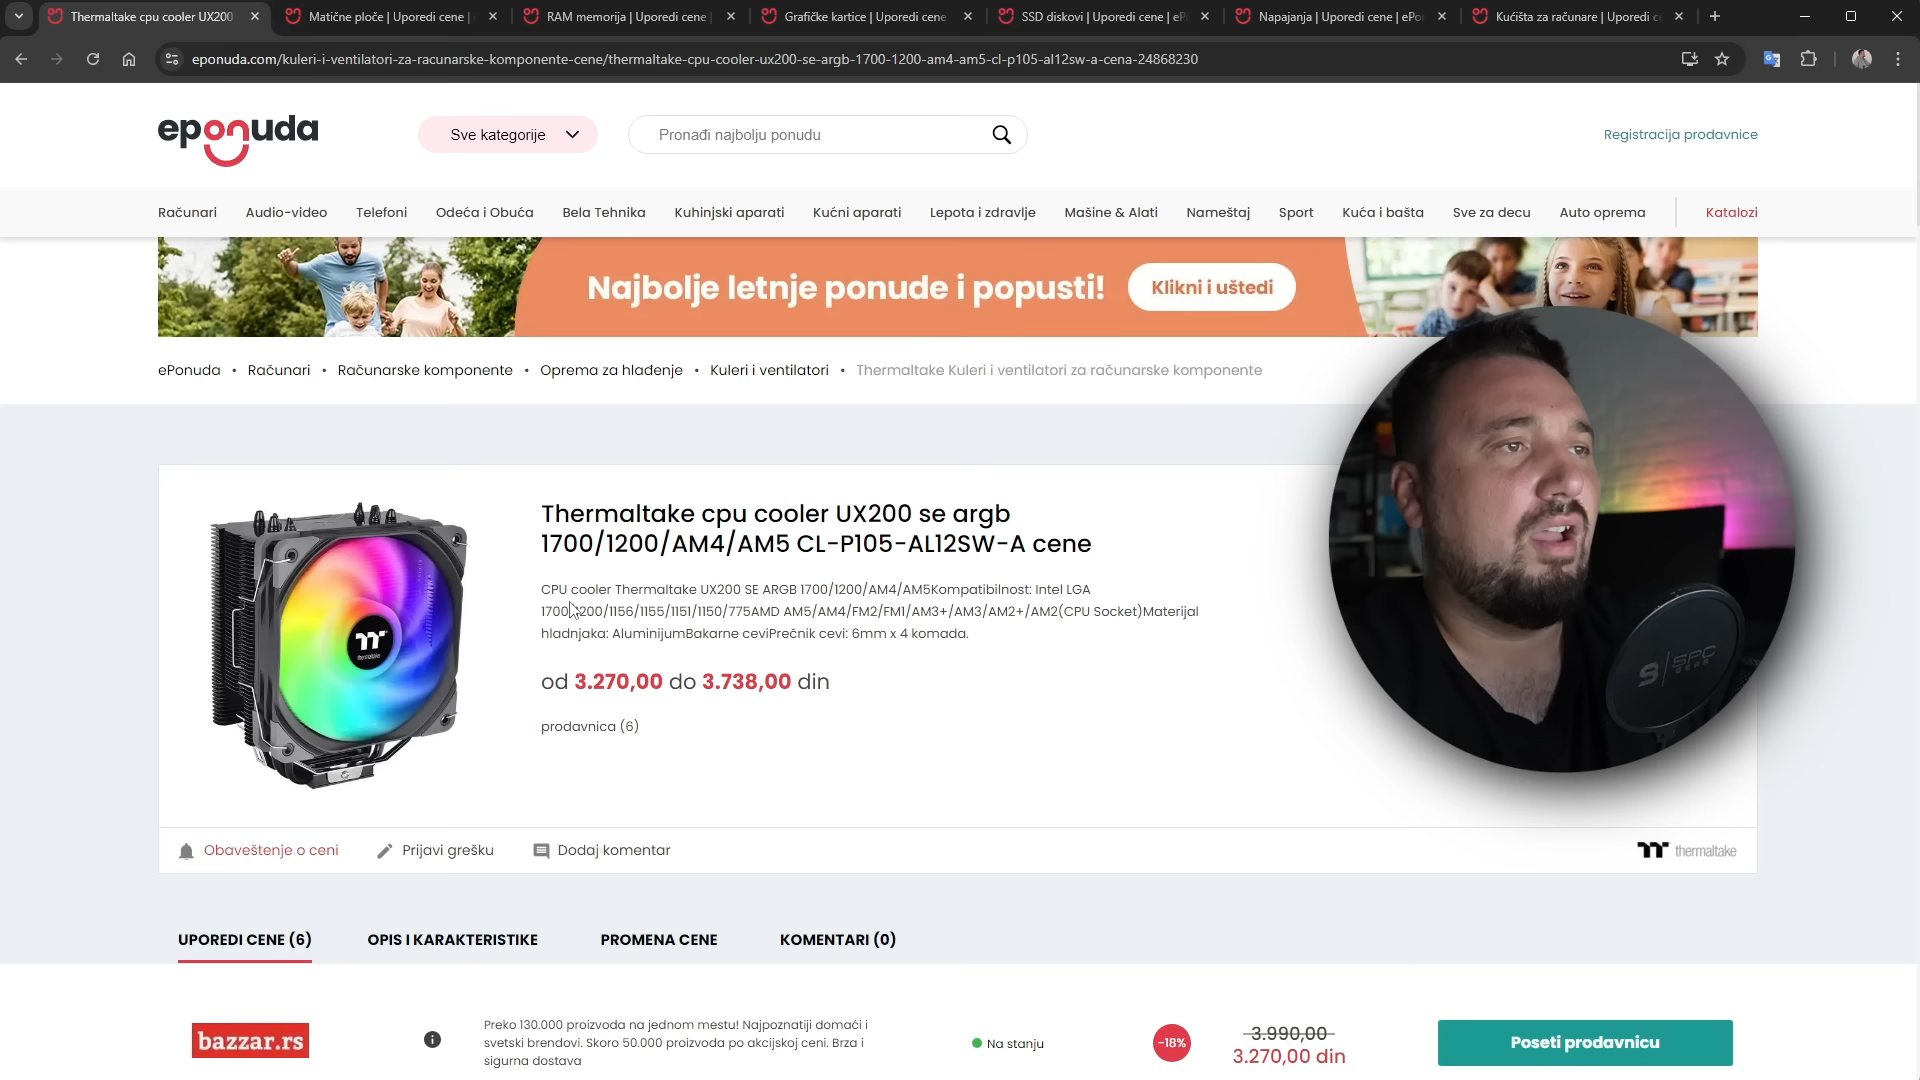 Thermaltake cpu cooler UX200
Matične ploče | Uporedi cene |
RAM memorija | Uporedi cene |
Grafičke kartice | Uporedi cene
SSD diskovi | Uporedi cene | eP
Napajanja | Uporedi cene | ePo
Kućišta za računare | Uporedi c
eponuda.com/kuleri-i-ventilatori-za-racunarske-komponente-cene/thermaltake-cpu-cooler-ux200-se-argb-1700-1200-am4-am5-cl-p105-al12sw-a-cena-24868230
eponuda
Sve kategorije
Pronađi najbolju ponudu
Registracija prodavnice
Računari Audio-video Telefoni Odeća i Obuća Bela Tehnika Kuhinjski aparati Kućni aparati Lepota i zdravlje Mašine & Alati Nameštaj Sport Kuća i bašta Sve za decu Auto oprema Katalozi
Najbolje letnje ponude i popusti! Klikni i uštedi
ePonuda • Računari • Računarske komponente • Oprema za hlađenje • Kuleri i ventilatori • Thermaltake Kuleri i ventilatori za računarske komponente
Thermaltake cpu cooler UX200 se argb
1700/1200/AM4/AM5 CL-P105-AL12SW-A cene
CPU cooler Thermaltake UX200 SE ARGB 1700/1200/AM4/AM5Kompatibilnost: Intel LGA
1700/1200/1156/1155/1151/1150/775AMD AM5/AM4/FM2/FM1/AM3+/AM3/AM2+/AM2(CPU Socket)Materijal
hladnjaka: AluminijumBakarne ceviPrečnik cevi: 6mm x 4 komada.
od 3.270,00 do 3.738,00 din
prodavnica (6)
thermaltake
SPC
GEAR
Obaveštenje o ceni
Prijavi grešku
Dodaj komentar
thermaltake
UPOREDI CENE (6)
OPIS I KARAKTERISTIKE
PROMENA CENE
KOMENTARI (0)
bazzar.rs
Preko 130.000 proizvoda na jednom mestu! Najpoznatiji domaći i
svetski brendovi. Skoro 50.000 proizvoda po akcijskoj ceni. Brza i
sigurna dostava
Na stanju
-18%
3.990,00
3.270,00 din
Poseti prodavnicu